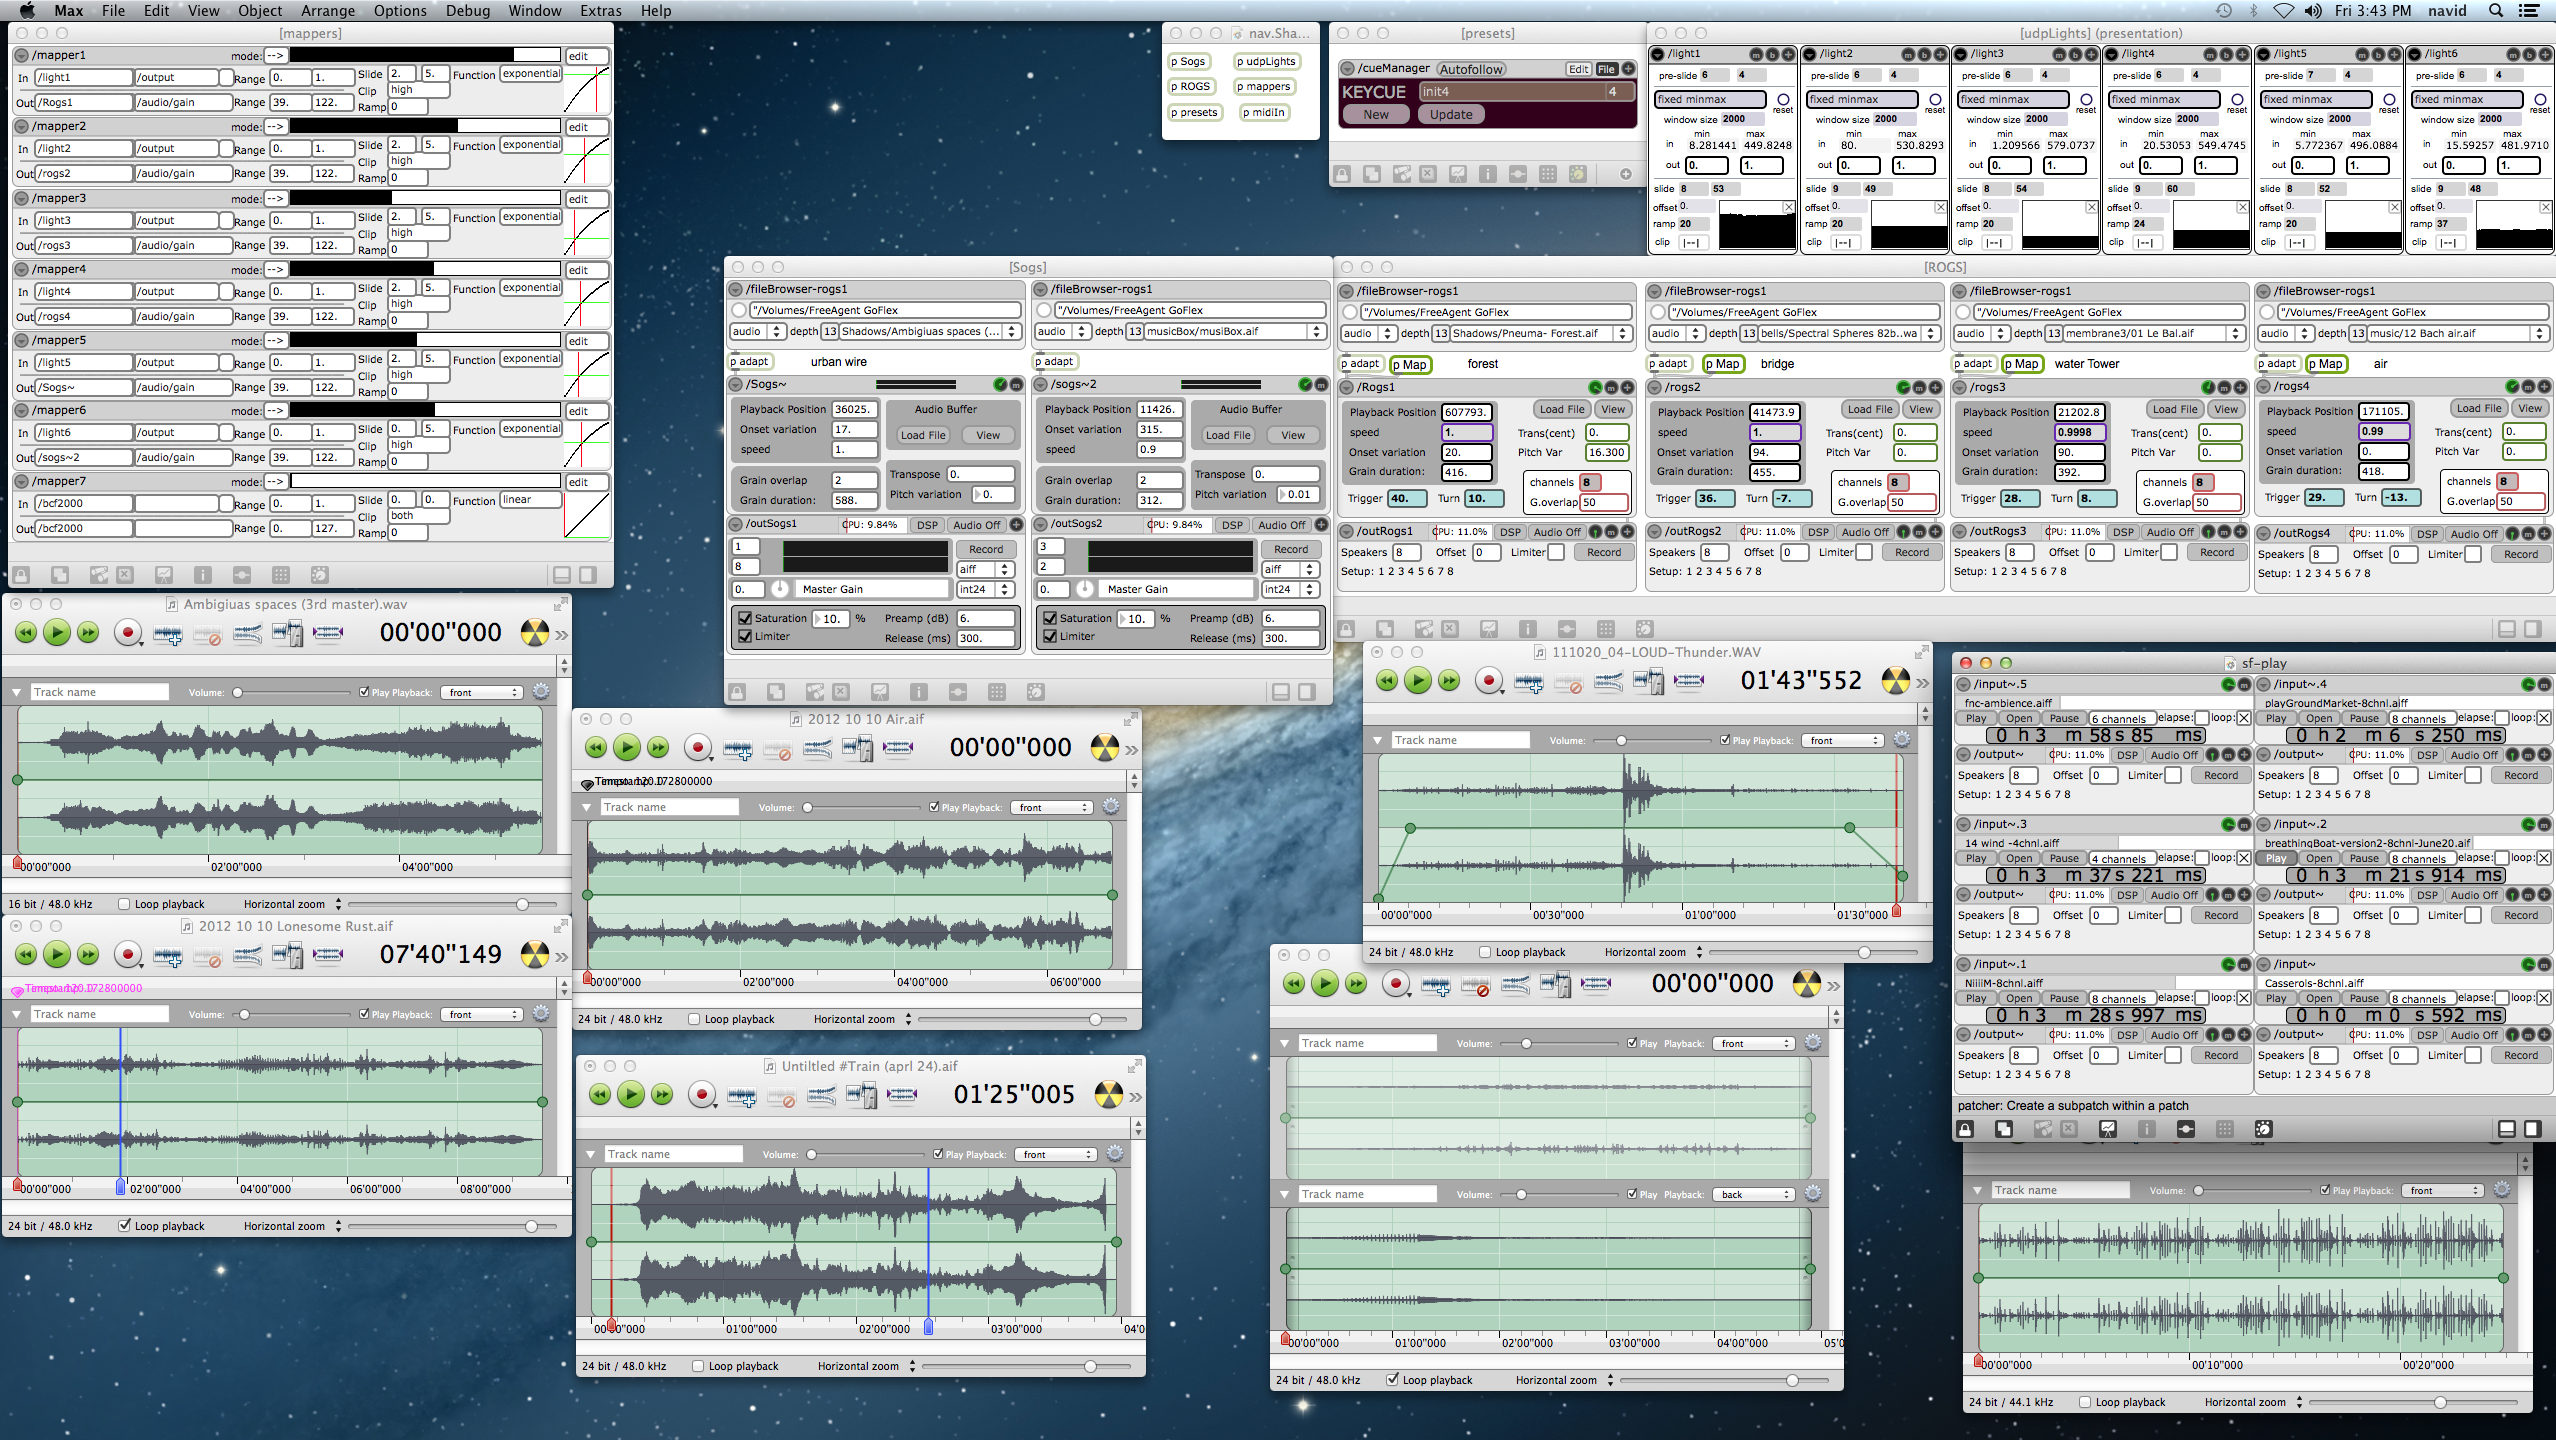 Max File Edit View Object Arrange Options Debug Window Extras Help
Fri 3:43 PM navid
[mappers]
/mapper1 mode: --> edit
In /light1 /output Range 0. 1. Slide 2. 5. Function exponential
Clip high
Out /Rogs1 /audio/gain Range 39. 122. Ramp 0
/mapper2 mode: --> edit
In /light2 /output Range 0. 1. Slide 2. 5. Function exponential
Clip high
Out /rogs2 /audio/gain Range 39. 122. Ramp 0
/mapper3 mode: --> edit
In /light3 /output Range 0. 1. Slide 2. 5. Function exponential
Clip high
Out /rogs3 /audio/gain Range 39. 122. Ramp 0
/mapper4 mode: --> edit
In /light4 /output Range 0. 1. Slide 2. 5. Function exponential
Clip high
Out /rogs4 /audio/gain Range 39. 122. Ramp 0
/mapper5 mode: --> edit
In /light5 /output Range 0. 1. Slide 2. 5. Function exponential
Clip high
Out /Sogs~ /audio/gain Range 39. 122. Ramp 0
/mapper6 mode: --> edit
In /light6 /output Range 0. 1. Slide 0. 5. Function exponential
Clip high
Out /sogs~2 /audio/gain Range 39. 122. Ramp 0
/mapper7 mode: --> edit
In /bcf2000 Range 0. 1. Slide 0. 0. Function linear
Clip both
Out /bcf2000 Range 0. 127. Ramp 0
nav.Sha...
p Sogs p udpLights
p ROGS p mappers
p presets p midiIn
[presets]
/cueManager Autofollow Edit File
KEYCUE init4 4
New Update
[udpLights] (presentation)
/light1 m b /light2 m b /light3 m b /light4 m b /light5 m b /light6 m b
pre-slide 6 4 pre-slide 6 4 pre-slide 6 4 pre-slide 6 4 pre-slide 7 4 pre-slide 6 4
fixed minmax fixed minmax fixed minmax fixed minmax fixed minmax fixed minmax
reset reset reset reset reset reset
window size 2000 window size 2000 window size 2000 window size 2000 window size 2000 window size 2000
min max min max min max min max min max min max
in 8.281441 449.8248 in 80. 530.8293 in 1.209566 579.0737 in 20.53053 549.4745 in 5.772367 496.0884 in 15.59257 481.9710
out 0. 1. out 0. 1. out 0. 1. out 0. 1. out 0. 1. out 0. 1.
slide 8 53 slide 9 49 slide 8 54 slide 9 60 slide 8 52 slide 9 48
offset 0. offset 0. offset 0. offset 0. offset 0. offset 0.
ramp 20 ramp 20 ramp 20 ramp 24 ramp 20 ramp 37
clip |--| clip |--| clip |--| clip |--| clip |--| clip |--|
[Sogs]
/fileBrowser-rogs1 /fileBrowser-rogs1
"/Volumes/FreeAgent GoFlex "/Volumes/FreeAgent GoFlex
audio depth 13 Shadows/Ambigiuas spaces (... audio depth 13 musicBox/musiBox.aif
p adapt urban wire p adapt
/Sogs~ m /sogs~2 m
Playback Position 36025. Audio Buffer Playback Position 11426. Audio Buffer
Onset variation 17. Load File View Onset variation 315. Load File View
speed 1. speed 0.9
Grain overlap 2 Transpose 0. Grain overlap 2 Transpose 0.
Grain duration: 588. Pitch variation 0. Grain duration: 312. Pitch variation 0.01
/outSogs1 CPU: 9.84% DSP Audio Off /outSogs2 CPU: 9.84% DSP Audio Off
1 Record 3 Record
8 aiff 2 aiff
0. Master Gain int24 0. Master Gain int24
Saturation 10. % Preamp (dB) 6. Saturation 10. % Preamp (dB) 6.
Limiter Release (ms) 300. Limiter Release (ms) 300.
[ROGS]
/fileBrowser-rogs1 /fileBrowser-rogs1 /fileBrowser-rogs1 /fileBrowser-rogs1
"/Volumes/FreeAgent GoFlex "/Volumes/FreeAgent GoFlex "/Volumes/FreeAgent GoFlex "/Volumes/FreeAgent GoFlex
audio depth 13 Shadows/Pneuma- Forest.aif audio depth 13 bells/Spectral Spheres 82b..wa audio depth 13 membrane3/01 Le Bal.aif audio depth 13 music/12 Bach air.aif
p adapt p Map forest p adapt p Map bridge p adapt p Map water Tower p adapt p Map air
/Rogs1 m /rogs2 m /rogs3 m /rogs4 m
Playback Position 607793. Load File View Playback Position 41473.9 Load File View Playback Position 21202.8 Load File View Playback Position 171105. Load File View
speed 1. Trans(cent) 0. speed 1. Trans(cent) 0. speed 0.9998 Trans(cent) 0. speed 0.99 Trans(cent) 0.
Onset variation 20. Pitch Var 16.300 Onset variation 94. Pitch Var 0. Onset variation 90. Pitch Var 0. Onset variation 0. Pitch Var 0.
Grain duration: 416. Grain duration: 455. Grain duration: 392. Grain duration: 418.
channels 8 channels 8 channels 8 channels 8
Trigger 40. Turn 10. G.overlap 50 Trigger 36. Turn -7. G.overlap 50 Trigger 28. Turn 8. G.overlap 50 Trigger 29. Turn -13. G.overlap 50
/outRogs1 CPU: 11.0% DSP Audio Off m /outRogs2 CPU: 11.0% DSP Audio Off m /outRogs3 CPU: 11.0% DSP Audio Off m /outRogs4 CPU: 11.0% DSP Audio Off m
Speakers 8 Offset 0 Limiter Record Speakers 8 Offset 0 Limiter Record Speakers 8 Offset 0 Limiter Record Speakers 8 Offset 0 Limiter Record
Setup: 1 2 3 4 5 6 7 8 Setup: 1 2 3 4 5 6 7 8 Setup: 1 2 3 4 5 6 7 8 Setup: 1 2 3 4 5 6 7 8
Ambigiuas spaces (3rd master).wav
00'00"000
Track name Volume: Play Playback: front
00'00"000 02'00"000 04'00"000
16 bit / 48.0 kHz Loop playback Horizontal zoom
2012 10 10 Lonesome Rust.aif
07'40"149
Track name Volume: Play Playback: front
00'00"000 02'00"000 04'00"000 06'00"000 08'00"000
24 bit / 48.0 kHz Loop playback Horizontal zoom
2012 10 10 Air.aif
00'00"000
Track name Volume: Play Playback: front
00'00"000 02'00"000 04'00"000 06'00"000
24 bit / 48.0 kHz Loop playback Horizontal zoom
Untiltled #Train (aprl 24).aif
01'25"005
Track name Volume: Play Playback: front
01'00"000 02'00"000 03'00"000 04'0
24 bit / 48.0 kHz Loop playback Horizontal zoom
111020_04-LOUD-Thunder.WAV
01'43"552
Track name Volume: Play Playback: front
00'00"000 00'30"000 01'00"000 01'30"000
24 bit / 48.0 kHz Loop playback Horizontal zoom
00'00"000
Track name Volume: Play Playback: front
Track name Volume: Play Playback: back
00'00"000 01'00"000 02'00"000 03'00"000 04'00"000 05'0
24 bit / 48.0 kHz Loop playback Horizontal zoom
sf-play
/input~.5 m /input~.4 m
fnc-ambience.aiff playGroundMarket-8chnl.aiff
Play Open Pause 6 channels elapse: loop: Play Open Pause 8 channels elapse: loop:
0 h 3 m 58 s 85 ms 0 h 2 m 6 s 250 ms
/output~ CPU: 11.0% DSP Audio Off m /output~ CPU: 11.0% DSP Audio Off m
Speakers 8 Offset 0 Limiter Record Speakers 8 Offset 0 Limiter Record
Setup: 1 2 3 4 5 6 7 8 Setup: 1 2 3 4 5 6 7 8
/input~.3 m /input~.2 m
14 wind -4chnl.aiff breathingBoat-version2-8chnl-June20.aif
Play Open Pause 4 channels elapse: loop: Play Open Pause 8 channels elapse: loop:
0 h 3 m 37 s 221 ms 0 h 3 m 21 s 914 ms
/output~ CPU: 11.0% DSP Audio Off m /output~ CPU: 11.0% DSP Audio Off m
Speakers 8 Offset 0 Limiter Record Speakers 8 Offset 0 Limiter Record
Setup: 1 2 3 4 5 6 7 8 Setup: 1 2 3 4 5 6 7 8
/input~.1 m /input~ m
NiiiiM-8chnl.aiff Casserols-8chnl.aiff
Play Open Pause 8 channels elapse: loop: Play Open Pause 8 channels elapse: loop:
0 h 3 m 28 s 997 ms 0 h 0 m 0 s 592 ms
/output~ CPU: 11.0% DSP Audio Off m /output~ CPU: 11.0% DSP Audio Off m
Speakers 8 Offset 0 Limiter Record Speakers 8 Offset 0 Limiter Record
Setup: 1 2 3 4 5 6 7 8 Setup: 1 2 3 4 5 6 7 8
patcher: Create a subpatch within a patch
Track name Volume: Play Playback: front
00'00"000 00'10"000 00'20"000
24 bit / 44.1 kHz Loop playback Horizontal zoom